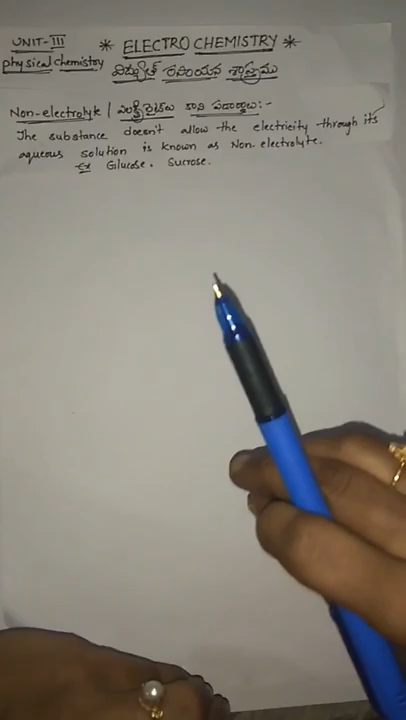 UNIT-III
* ELECTRO CHEMISTRY *
physical chemistry
విద్యుత్ రసాయన శాస్త్రము
Non-electrolyte / ఎలక్ట్రోలైట్‌లు కాని పదార్థాలు:-
The substance doesn't allow the electricity through its
aqueous solution is known as Non-electrolyte.
Ex Glucose, Sucrose.